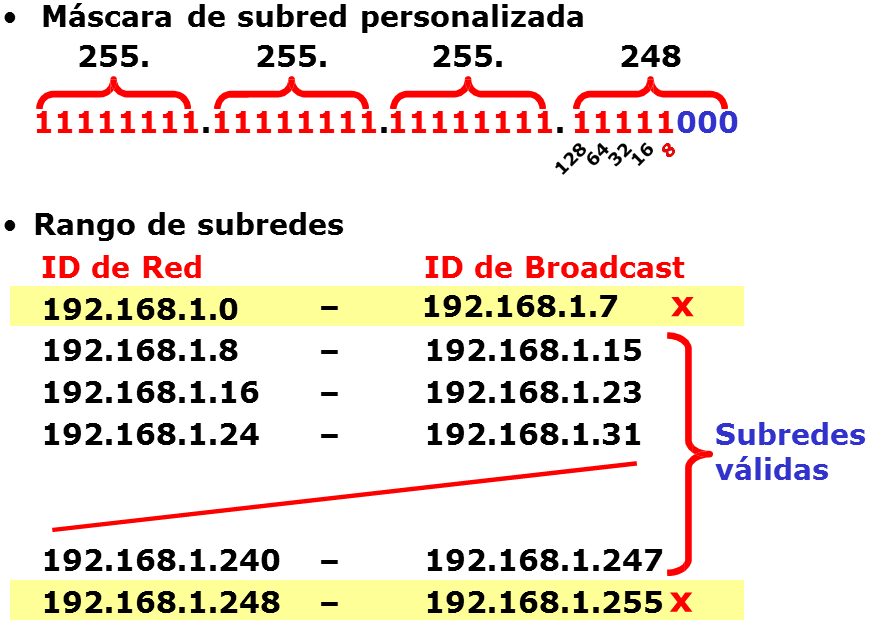 • Máscara de subred personalizada
255. 255. 255. 248
11111111.11111111.11111111. 11111000
128 64 32 16 8
• Rango de subredes
ID de Red ID de Broadcast
192.168.1.0 – 192.168.1.7 x
192.168.1.8 – 192.168.1.15
192.168.1.16 – 192.168.1.23
192.168.1.24 – 192.168.1.31
Subredes
válidas
192.168.1.240 – 192.168.1.247
192.168.1.248 – 192.168.1.255 x